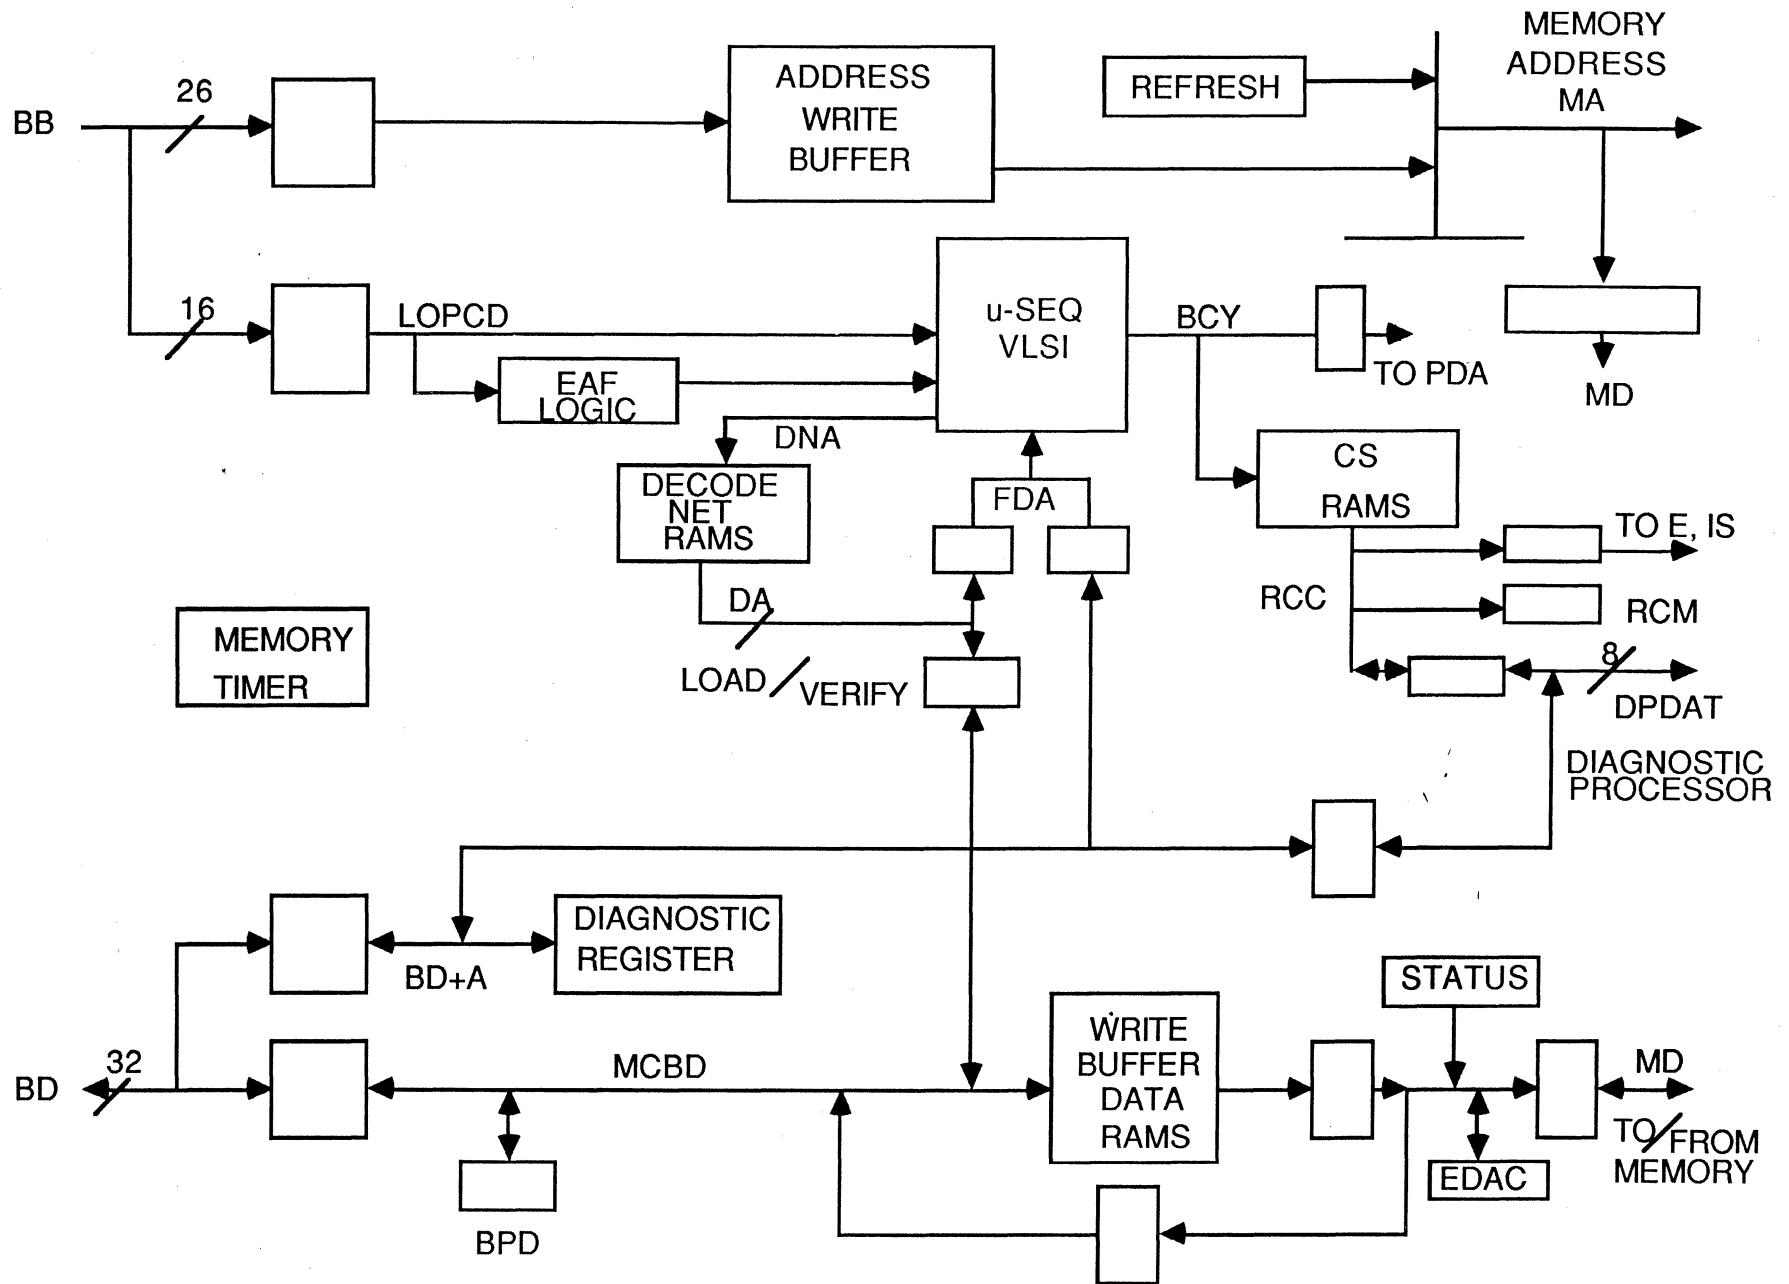 MEMORY
ADDRESS
MA
BB
26
ADDRESS
WRITE
BUFFER
REFRESH
16
LOPCD
EAF
LOGIC
u-SEQ
VLSI
BCY
TO PDA
MD
DNA
DECODE
NET
RAMS
FDA
CS
RAMS
TO E, IS
RCC
RCM
DA
LOAD/VERIFY
8
DPDAT
MEMORY
TIMER
DIAGNOSTIC
PROCESSOR
DIAGNOSTIC
REGISTER
BD+A
STATUS
BD
32
MCBD
WRITE
BUFFER
DATA
RAMS
MD
TO/FROM
MEMORY
EDAC
BPD